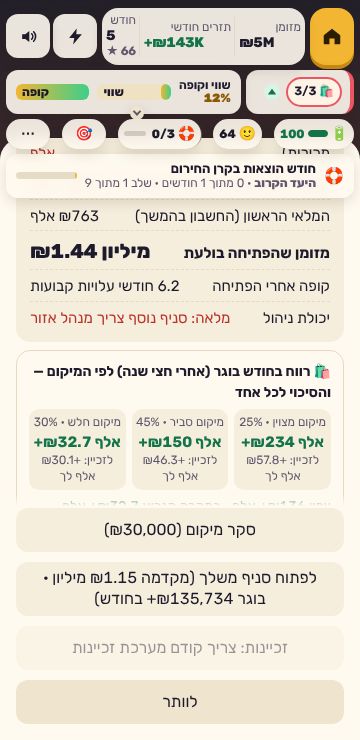 מזומן
₪5M
תזרים חודשי
+₪143K
חודש
5
★ 66
3/3
שווי וקופה
12%
שווי
קופה
100
64
0/3
...
אלף
חודש הוצאות בקרן החירום
היעד הקרוב · 0 מתוך 1 חודשים · שלב 1 מתוך 9
המלאי הראשון (החשבון בהמשך)
₪763 אלף
מזומן שהפתיחה בולעת
₪1.44 מיליון
קופה אחרי הפתיחה
6.2 חודשי עלויות קבועות
יכולת ניהול
מלאה: סניף נוסף צריך מנהל אזור
רווח בחודש בוגר (אחרי חצי שנה) לפי המיקום —
והסיכוי לכל אחד
מיקום מצוין · 25%
+₪234 אלף
לזכיין: +₪57.8
אלף לך
מיקום סביר · 45%
+₪150 אלף
לזכיין: +₪46.3
אלף לך
מיקום חלש · 30%
+₪32.7 אלף
לזכיין: +₪30.1
אלף לך
סקר מיקום (₪30,000)
לפתוח סניף משלך (מקדמה ₪1.15 מיליון ·
בוגר ₪135,734+ בחודש)
זכיינות: צריך קודם מערכת זכיינות
לוותר